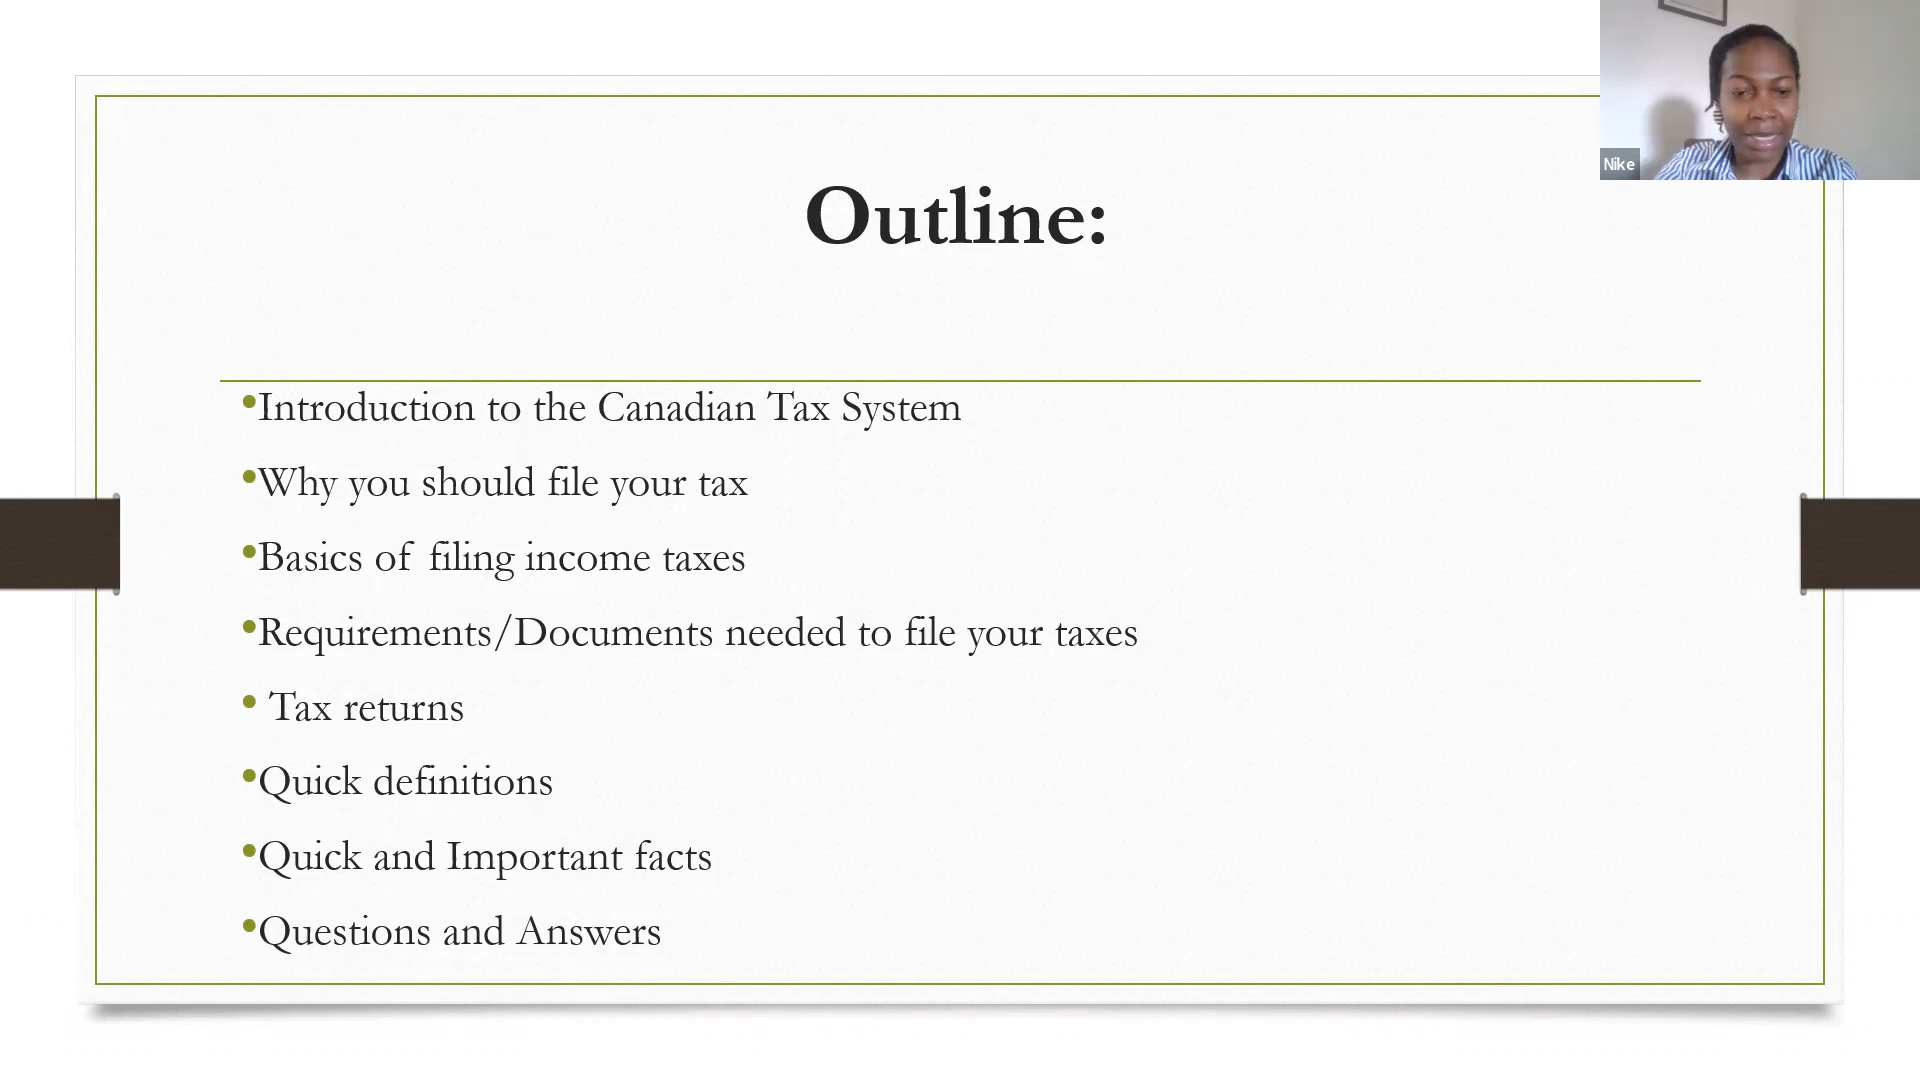 Nike
Outline:
•Introduction to the Canadian Tax System
•Why you should file your tax
•Basics of filing income taxes
•Requirements/Documents needed to file your taxes
• Tax returns
•Quick definitions
•Quick and Important facts
•Questions and Answers